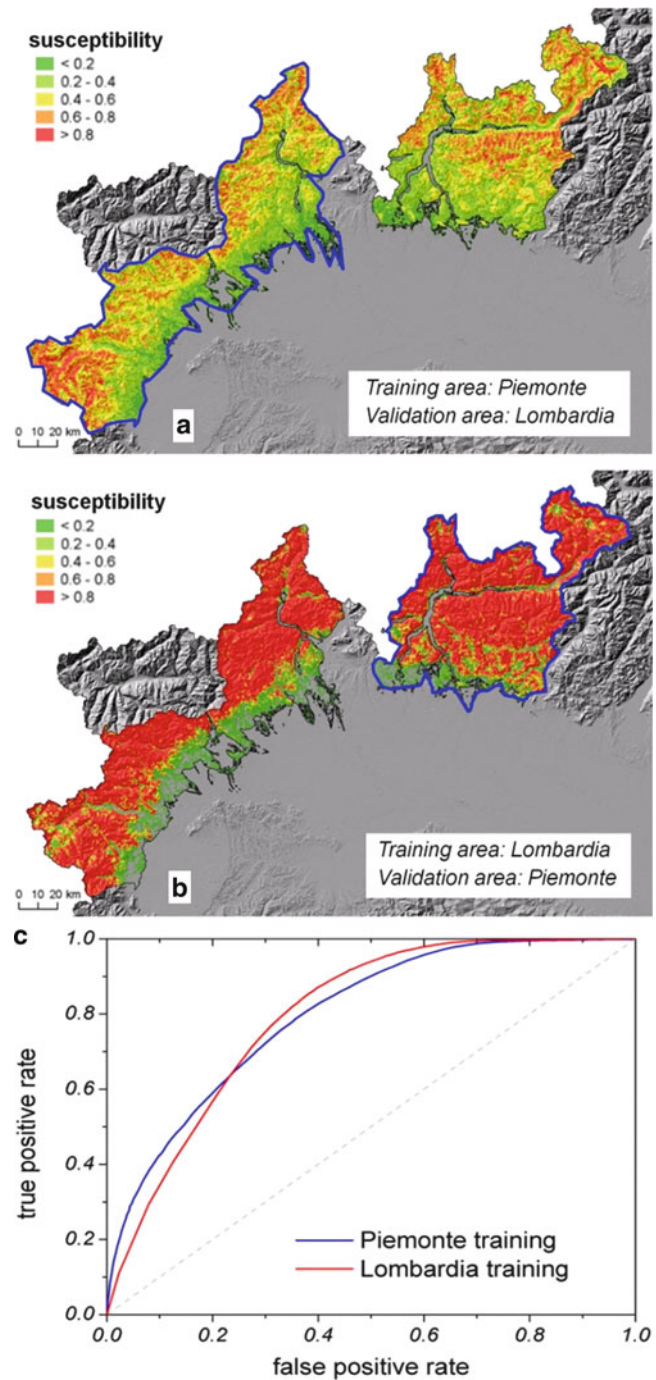 susceptibility
< 0.2
0.2 - 0.4
0.4 - 0.6
0.6 - 0.8
> 0.8
a
Training area: Piemonte
Validation area: Lombardia
0 10 20 km
susceptibility
< 0.2
0.2 - 0.4
0.4 - 0.6
0.6 - 0.8
> 0.8
b
Training area: Lombardia
Validation area: Piemonte
0 10 20 km
c
1.0
0.8
0.6
0.4
0.2
0.0
true positive rate
Piemonte training
Lombardia training
0.0 0.2 0.4 0.6 0.8 1.0
false positive rate